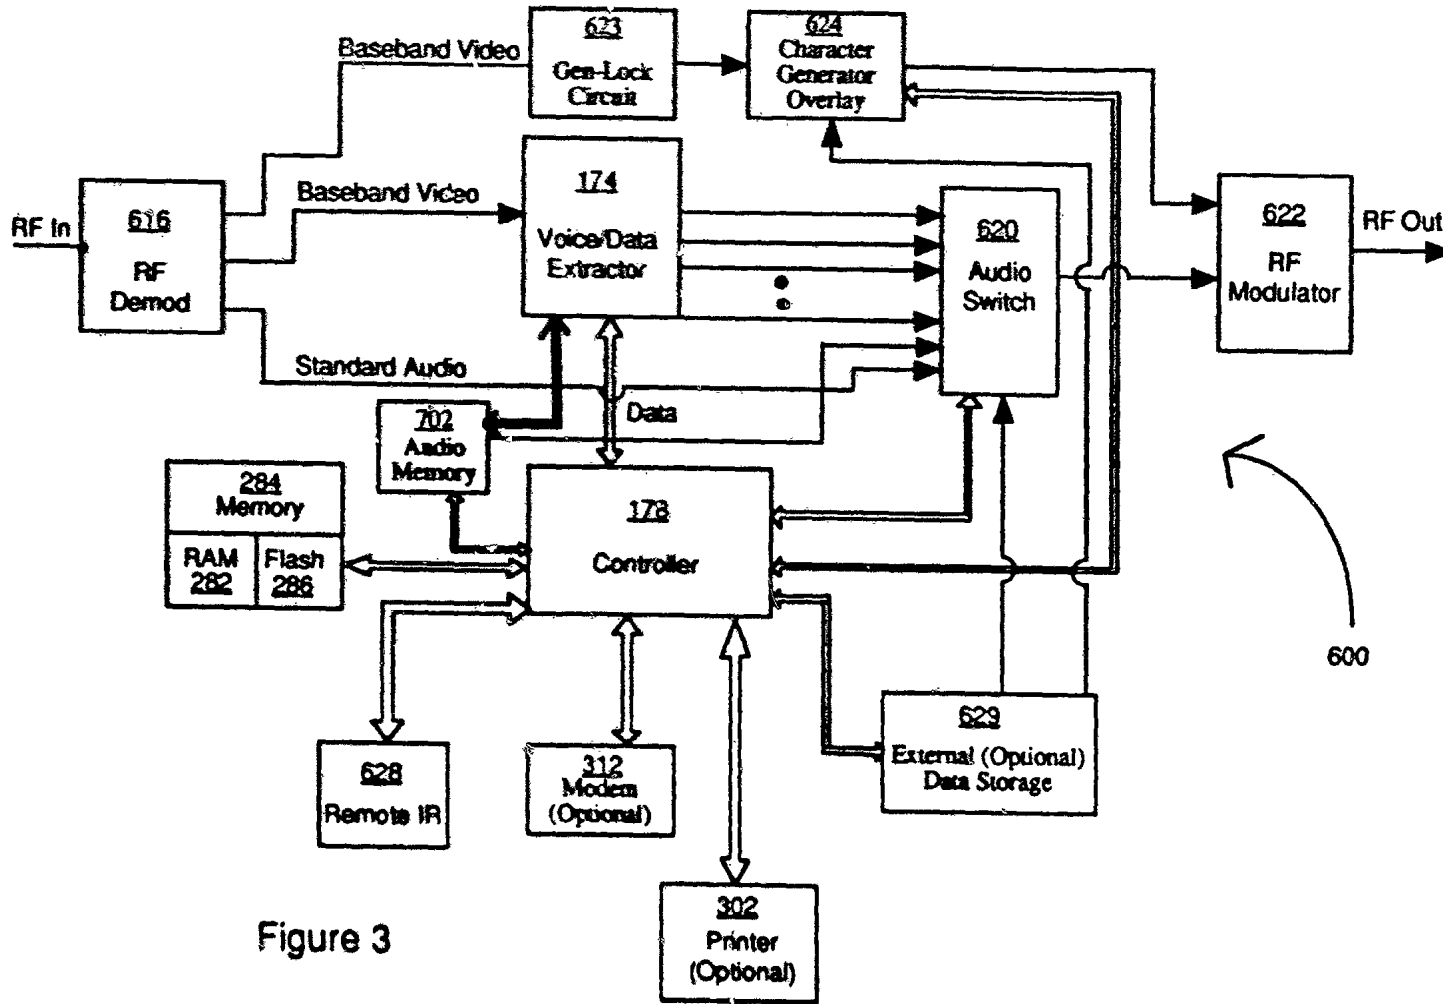 623
Gen-Lock
Circuit
624
Character
Generator
Overlay
Baseband Video
174
Voice/Data
Extractor
Baseband Video
RF In
616
RF
Demod
620
Audio
Switch
622
RF
Modulator
RF Out
Standard Audio
702
Audio
Memory
Data
284
Memory
RAM
282
Flash
286
178
Controller
600
628
Remote IR
312
Modem
(Optional)
629
External (Optional)
Data Storage
302
Printer
(Optional)
Figure 3